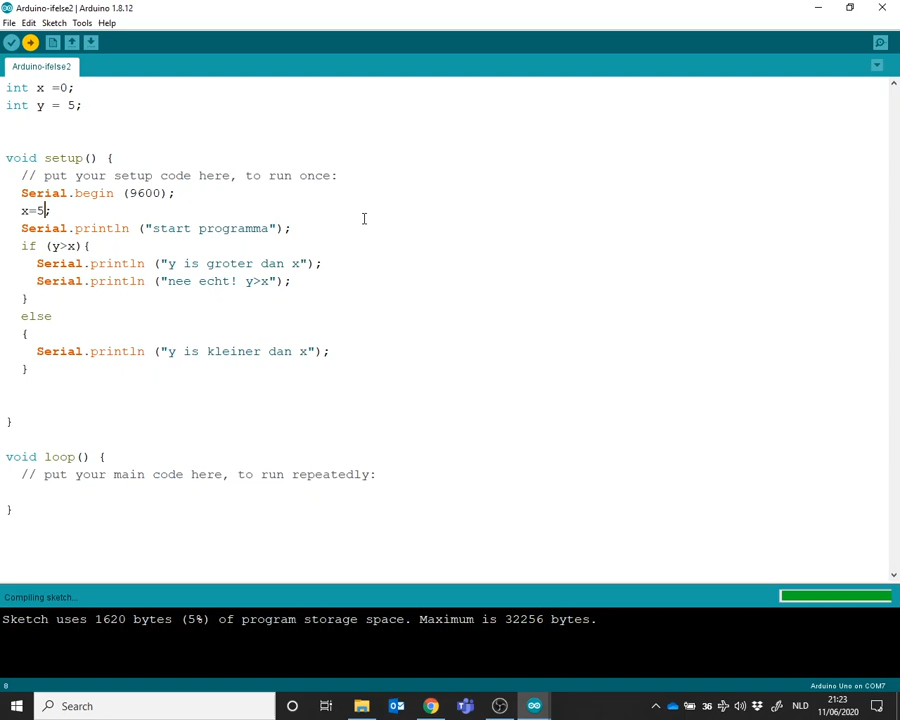 Arduino-ifelse2 | Arduino 1.8.12
File Edit Sketch Tools Help
Arduino-ifelse2
int x =0;
int y = 5;
void setup() {
// put your setup code here, to run once:
Serial.begin (9600);
x=5;
Serial.println ("start programma");
if (y>x){
Serial.println ("y is groter dan x");
Serial.println ("nee echt! y>x");
}
else
{
Serial.println ("y is kleiner dan x");
}
}
void loop() {
// put your main code here, to run repeatedly:
}
Compiling sketch...
Sketch uses 1620 bytes (5%) of program storage space. Maximum is 32256 bytes.
8
Arduino Uno on COM7
Search
36
NLD
21:23
11/06/2020